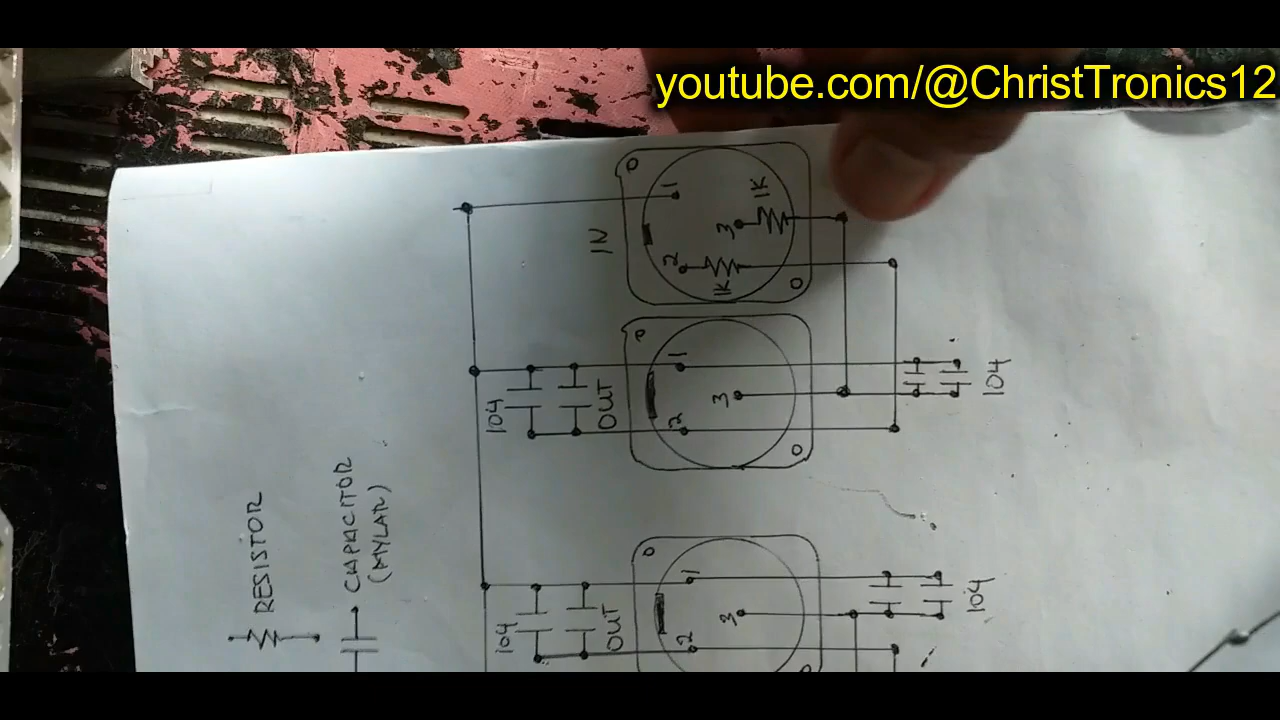 youtube.com/@ChristTronics12
1
3
1K
2
1K
IN
1
3
2
104
OUT
104
1
3
2
104
OUT
104
RESISTOR
CAPACITOR
(MYLAR)